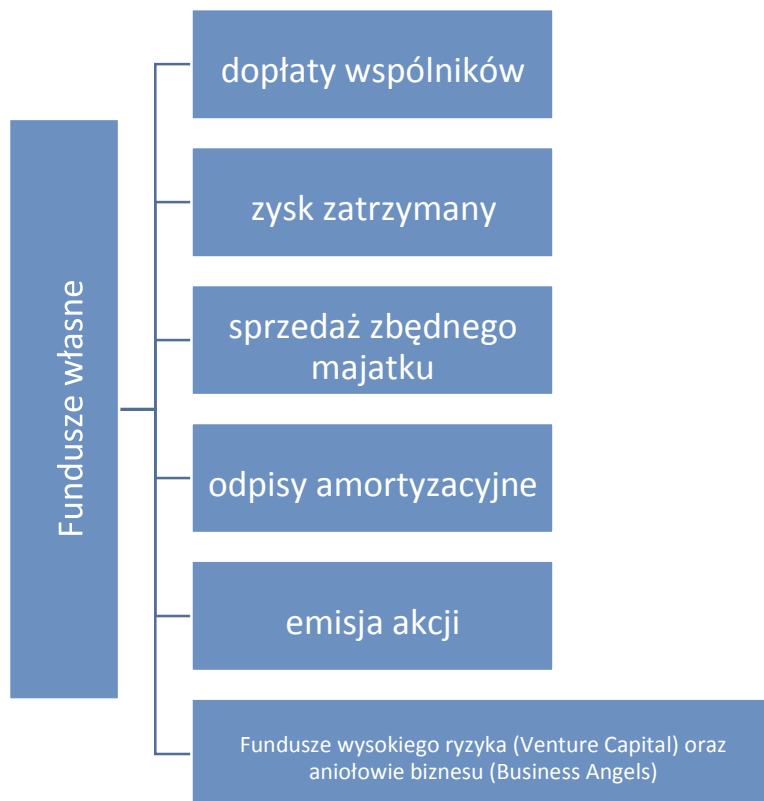 Fundusze własne
dopłaty wspólników
zysk zatrzymany
sprzedaż zbędnego
majatku
odpisy amortyzacyjne
emisja akcji
Fundusze wysokiego ryzyka (Venture Capital) oraz
aniołowie biznesu (Business Angels)